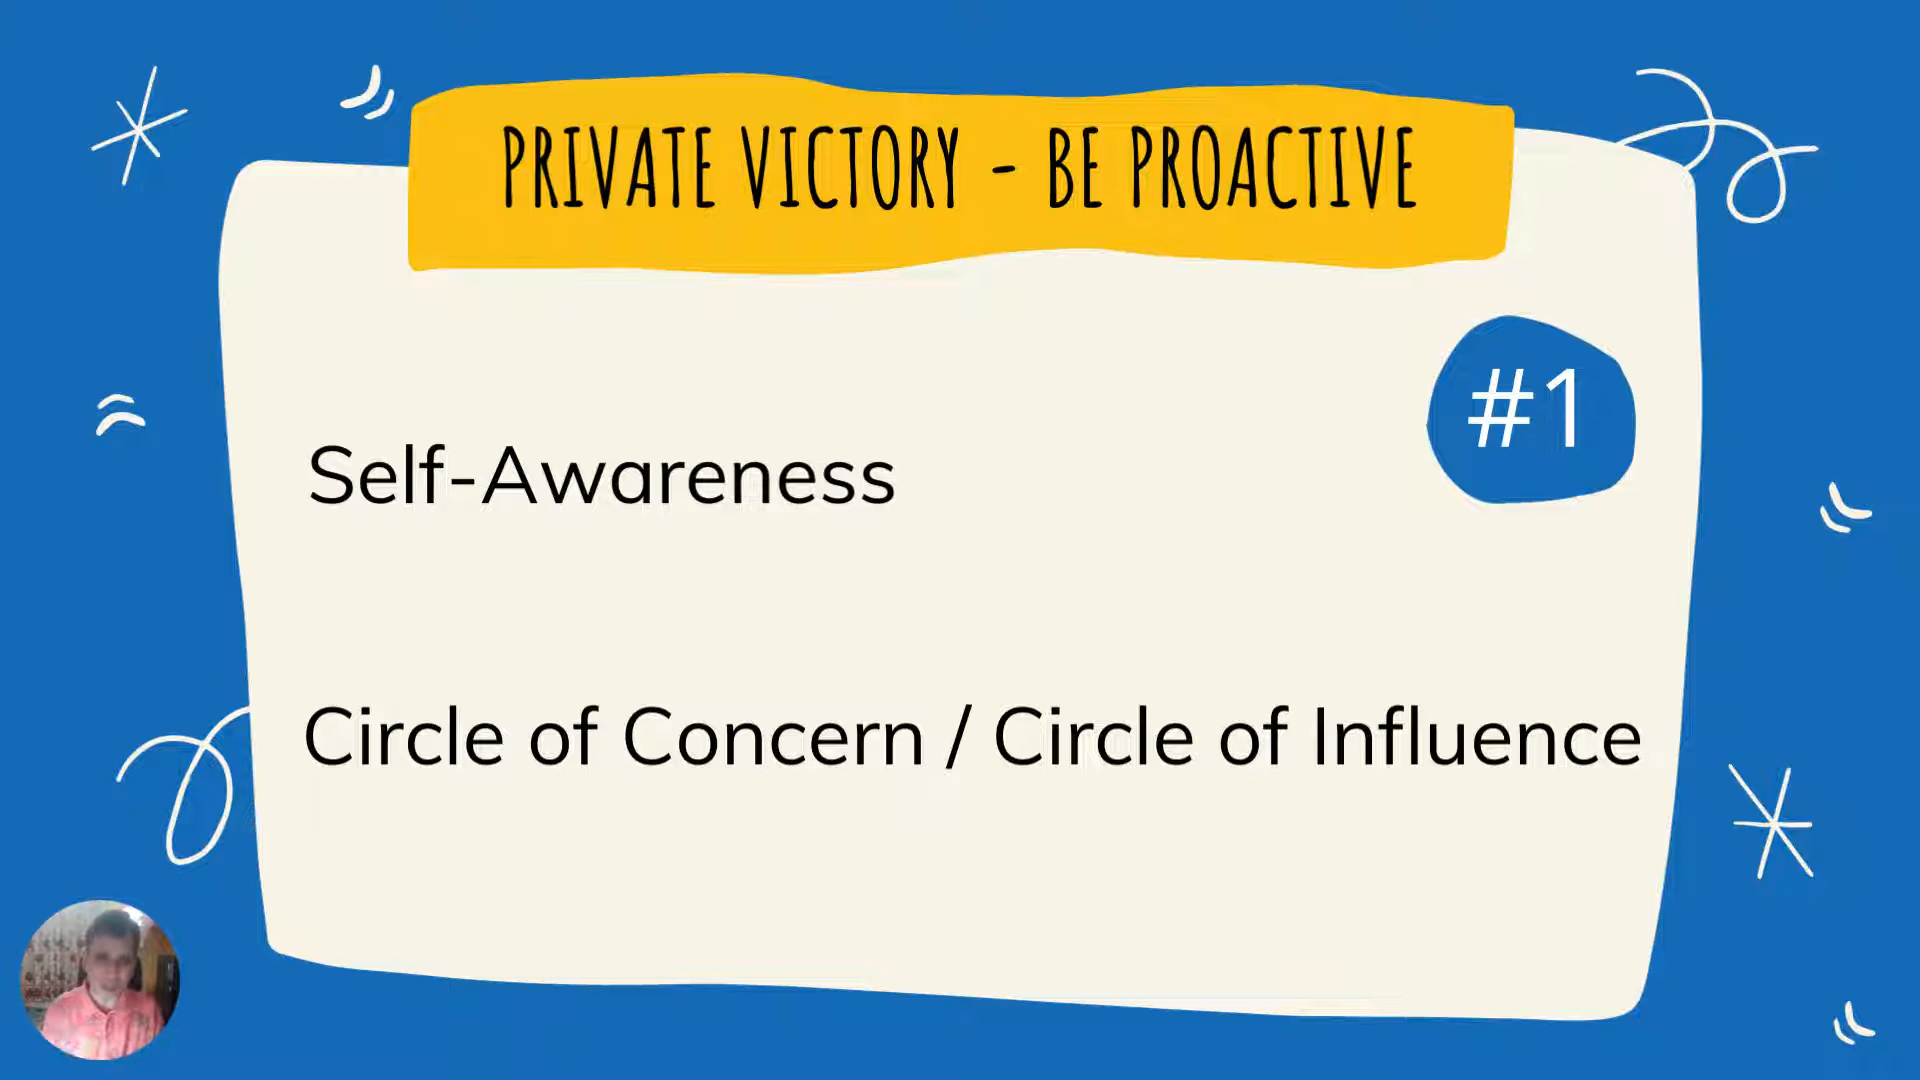 PRIVATE VICTORY - BE PROACTIVE
#1
Self-Awareness
Circle of Concern / Circle of Influence